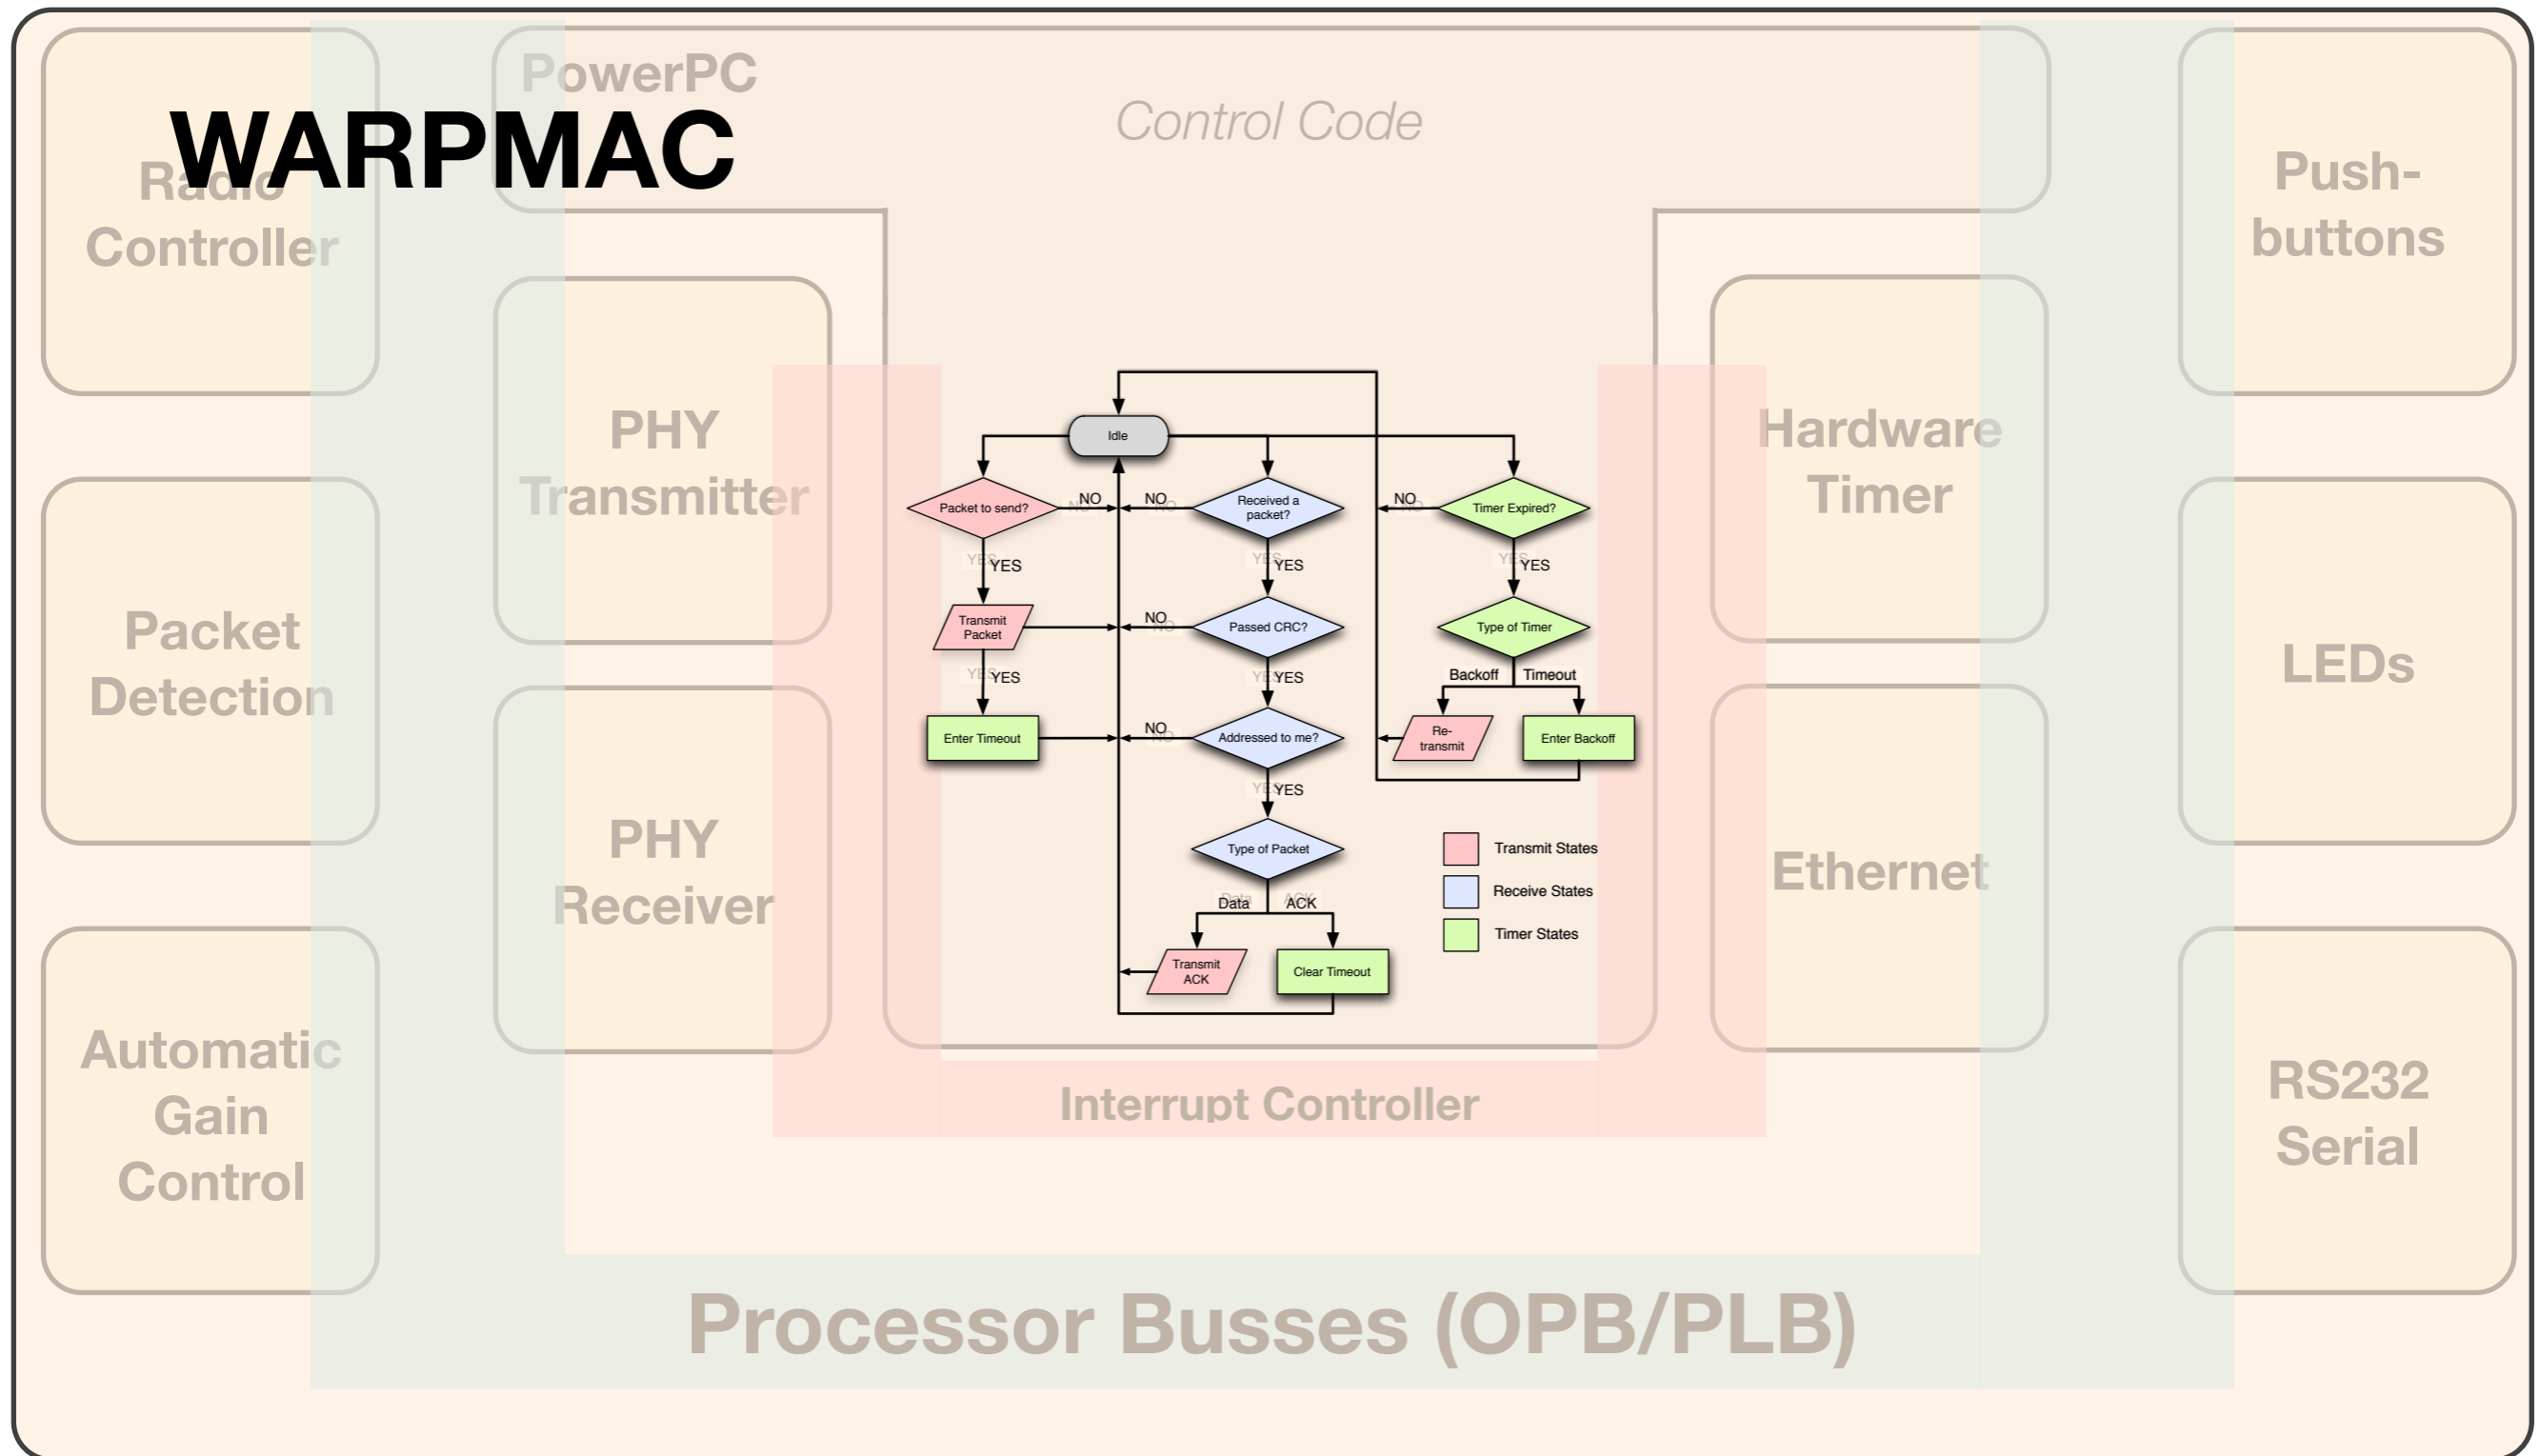 PowerPC
WARPMAC
Control Code
Radio
Controller
Push-
buttons
PHY
Transmitter
Hardware
Timer
Packet
Detection
LEDs
PHY
Receiver
Ethernet
Automatic
Gain
Control
RS232
Serial
Idle
Packet to send?
NO
NO
Received a
packet?
NO
Timer Expired?
YES
YES
YES
Transmit
Packet
NO
Passed CRC?
Type of Timer
YES
YES
Backoff
Timeout
Enter Timeout
NO
Addressed to me?
Re-
transmit
Enter Backoff
YES
Type of Packet
Data
ACK
Transmit
ACK
Clear Timeout
Transmit States
Receive States
Timer States
Interrupt Controller
Processor Busses (OPB/PLB)